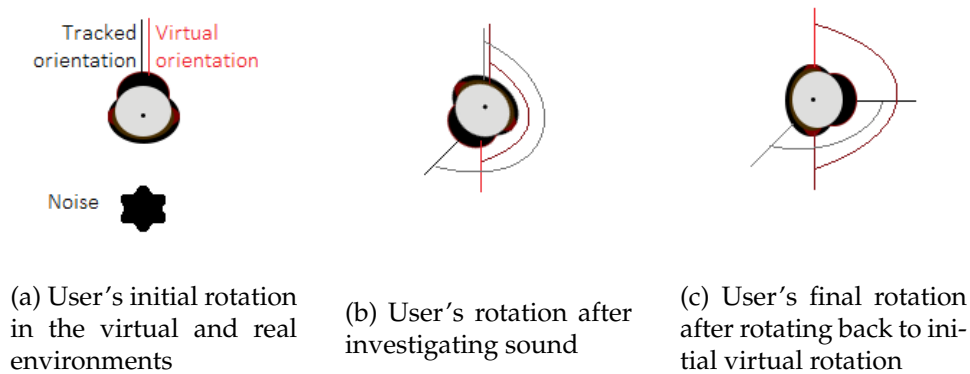 Tracked Virtual
orientation orientation
Noise
(a) User's initial rotation
in the virtual and real
environments
(b) User's rotation after
investigating sound
(c) User's final rotation
after rotating back to ini-
tial virtual rotation